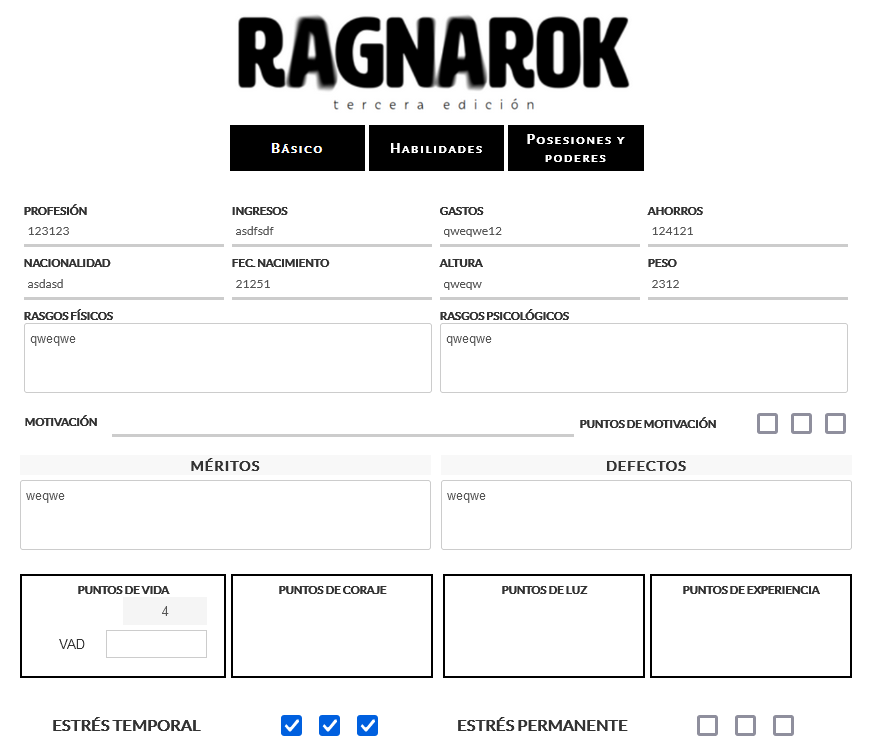 RAGNAROK
tercera edición
BÁSICO HABILIDADES POSESIONES Y PODERES
PROFESIÓN INGRESOS GASTOS AHORROS
123123 asdfsdf qweqwe12 124121
NACIONALIDAD FEC. NACIMIENTO ALTURA PESO
asdasd 21251 qweqw 2312
RASGOS FÍSICOS RASGOS PSICOLÓGICOS
qweqwe qweqwe
MOTIVACIÓN PUNTOS DE MOTIVACIÓN
MÉRITOS DEFECTOS
weqwe weqwe
PUNTOS DE VIDA PUNTOS DE CORAJE PUNTOS DE LUZ PUNTOS DE EXPERIENCIA
4
VAD
ESTRÉS TEMPORAL ESTRÉS PERMANENTE